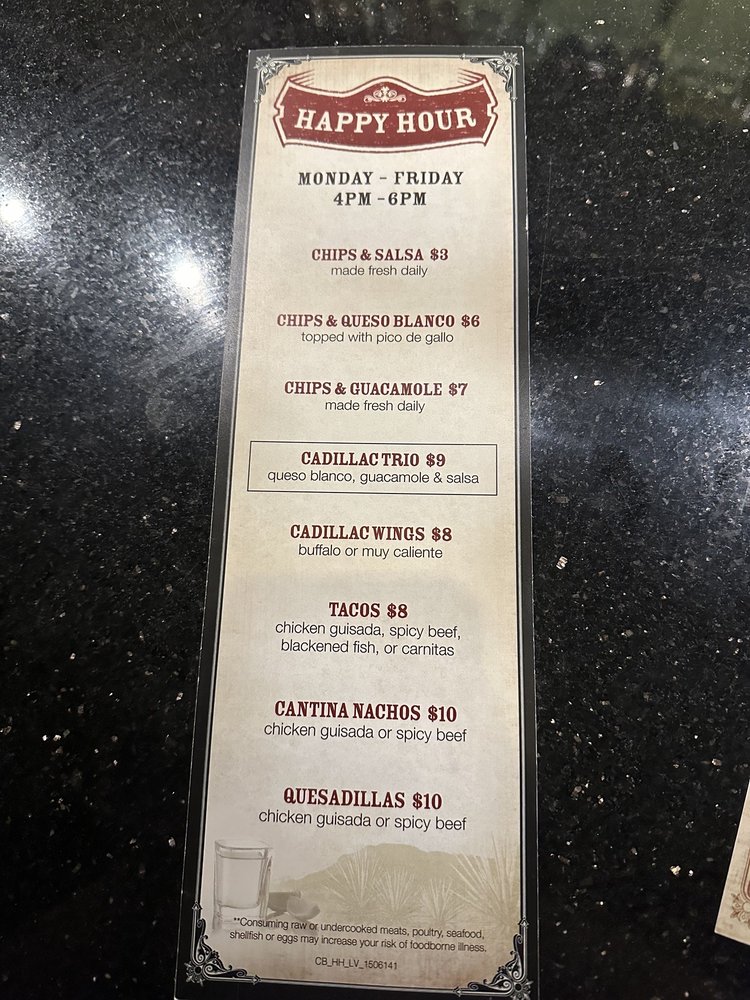 HAPPY HOUR
MONDAY - FRIDAY
4PM - 6PM
CHIPS & SALSA $3
made fresh daily
CHIPS & QUESO BLANCO $6
topped with pico de gallo
CHIPS & GUACAMOLE $7
made fresh daily
CADILLAC TRIO $9
queso blanco, guacamole & salsa
CADILLAC WINGS $8
buffalo or muy caliente
TACOS $8
chicken guisada, spicy beef,
blackened fish, or carnitas
CANTINA NACHOS $10
chicken guisada or spicy beef
QUESADILLAS $10
chicken guisada or spicy beef
**Consuming raw or undercooked meats, poultry, seafood,
shellfish or eggs may increase your risk of foodborne illness.
CB_HH_LV_1506141